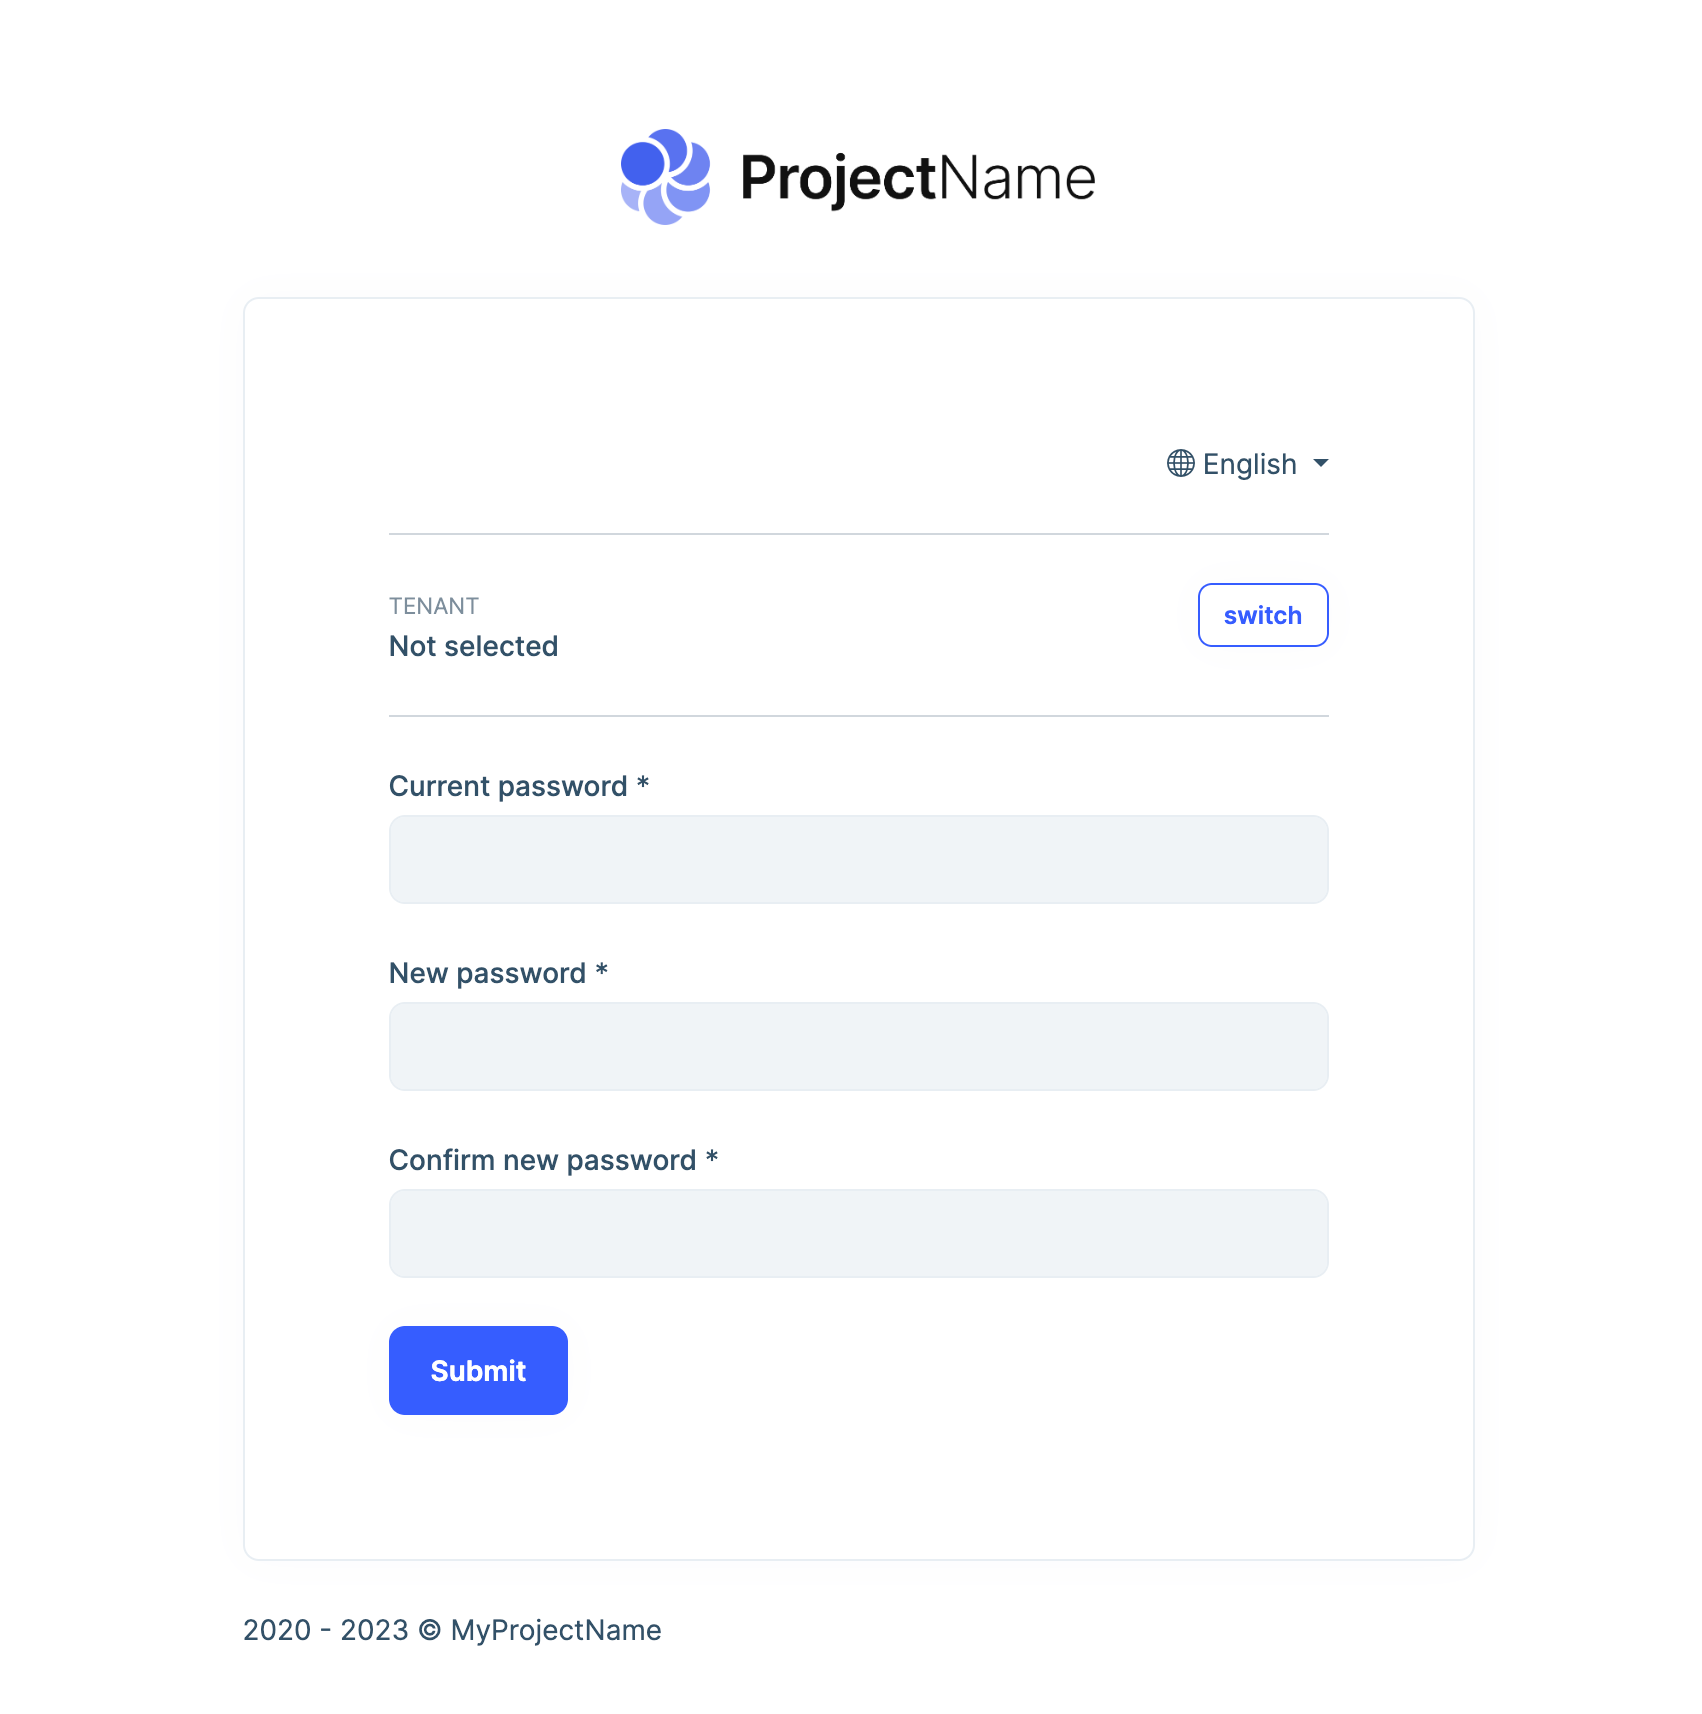 ProjectName
English
TENANT
Not selected
switch
Current password *
New password *
Confirm new password *
Submit
2020 - 2023 © MyProjectName